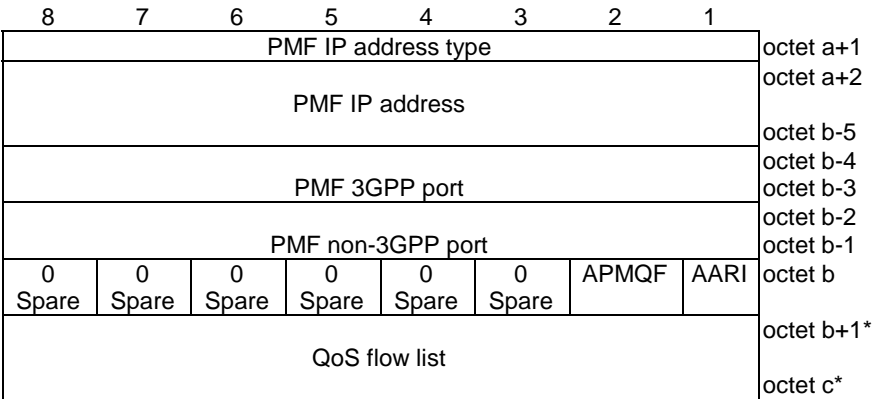 8 7 6 5 4 3 2 1
PMF IP address type octet a+1
octet a+2
PMF IP address
octet b-5
octet b-4
PMF 3GPP port octet b-3
octet b-2
PMF non-3GPP port octet b-1
0 0 0 0 0 0 APMQF AARI octet b
Spare Spare Spare Spare Spare Spare
octet b+1*
QoS flow list
octet c*